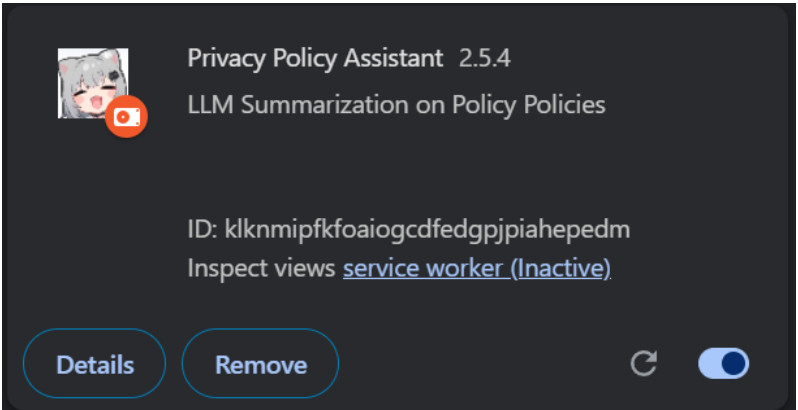 Privacy Policy Assistant 2.5.4
LLM Summarization on Policy Policies
ID: klknmipfkfoaiogcdfedgpjpiahepedm
Inspect views service worker (Inactive)
Details Remove